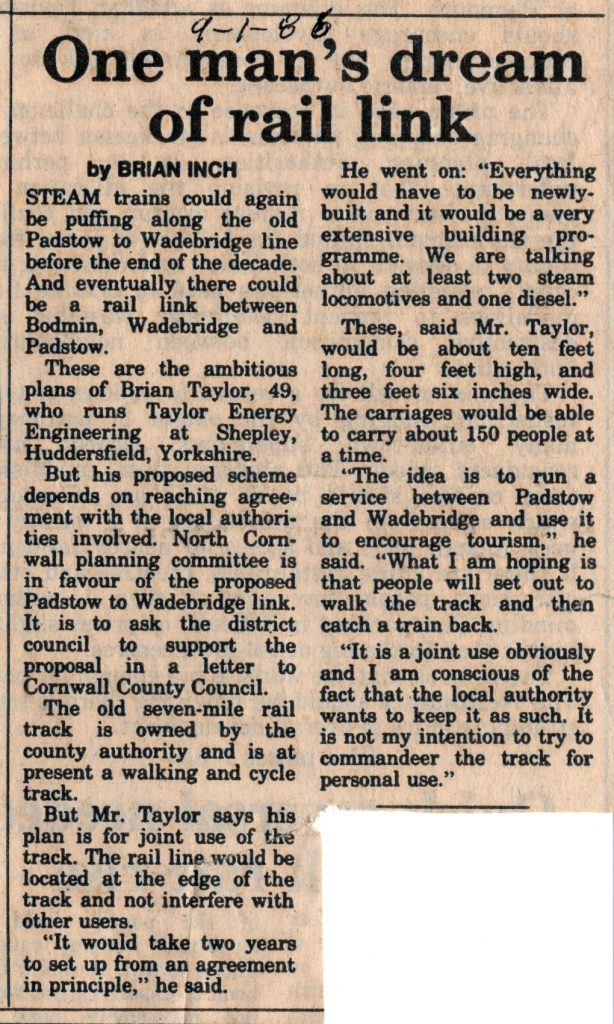 9-1-86
One man's dream
of rail link
by BRIAN INCH
STEAM trains could again
be puffing along the old
Padstow to Wadebridge line
before the end of the decade.
And eventually there could
be a rail link between
Bodmin, Wadebridge and
Padstow.
These are the ambitious
plans of Brian Taylor, 49,
who runs Taylor Energy
Engineering at Shepley,
Huddersfield, Yorkshire.
But his proposed scheme
depends on reaching agree-
ment with the local authori-
ties involved. North Corn-
wall planning committee is
in favour of the proposed
Padstow to Wadebridge link.
It is to ask the district
council to support the
proposal in a letter to
Cornwall County Council.
The old seven-mile rail
track is owned by the
county authority and is at
present a walking and cycle
track.
But Mr. Taylor says his
plan is for joint use of the
track. The rail line would be
located at the edge of the
track and not interfere with
other users.
"It would take two years
to set up from an agreement
in principle," he said.
He went on: "Everything
would have to be newly-
built and it would be a very
extensive building pro-
gramme. We are talking
about at least two steam
locomotives and one diesel."
These, said Mr. Taylor,
would be about ten feet
long, four feet high, and
three feet six inches wide.
The carriages would be able
to carry about 150 people at
a time.
"The idea is to run a
service between Padstow
and Wadebridge and use it
to encourage tourism," he
said. "What I am hoping is
that people will set out to
walk the track and then
catch a train back.
"It is a joint use obviously
and I am conscious of the
fact that the local authority
wants to keep it as such. It
is not my intention to try to
commandeer the track for
personal use."